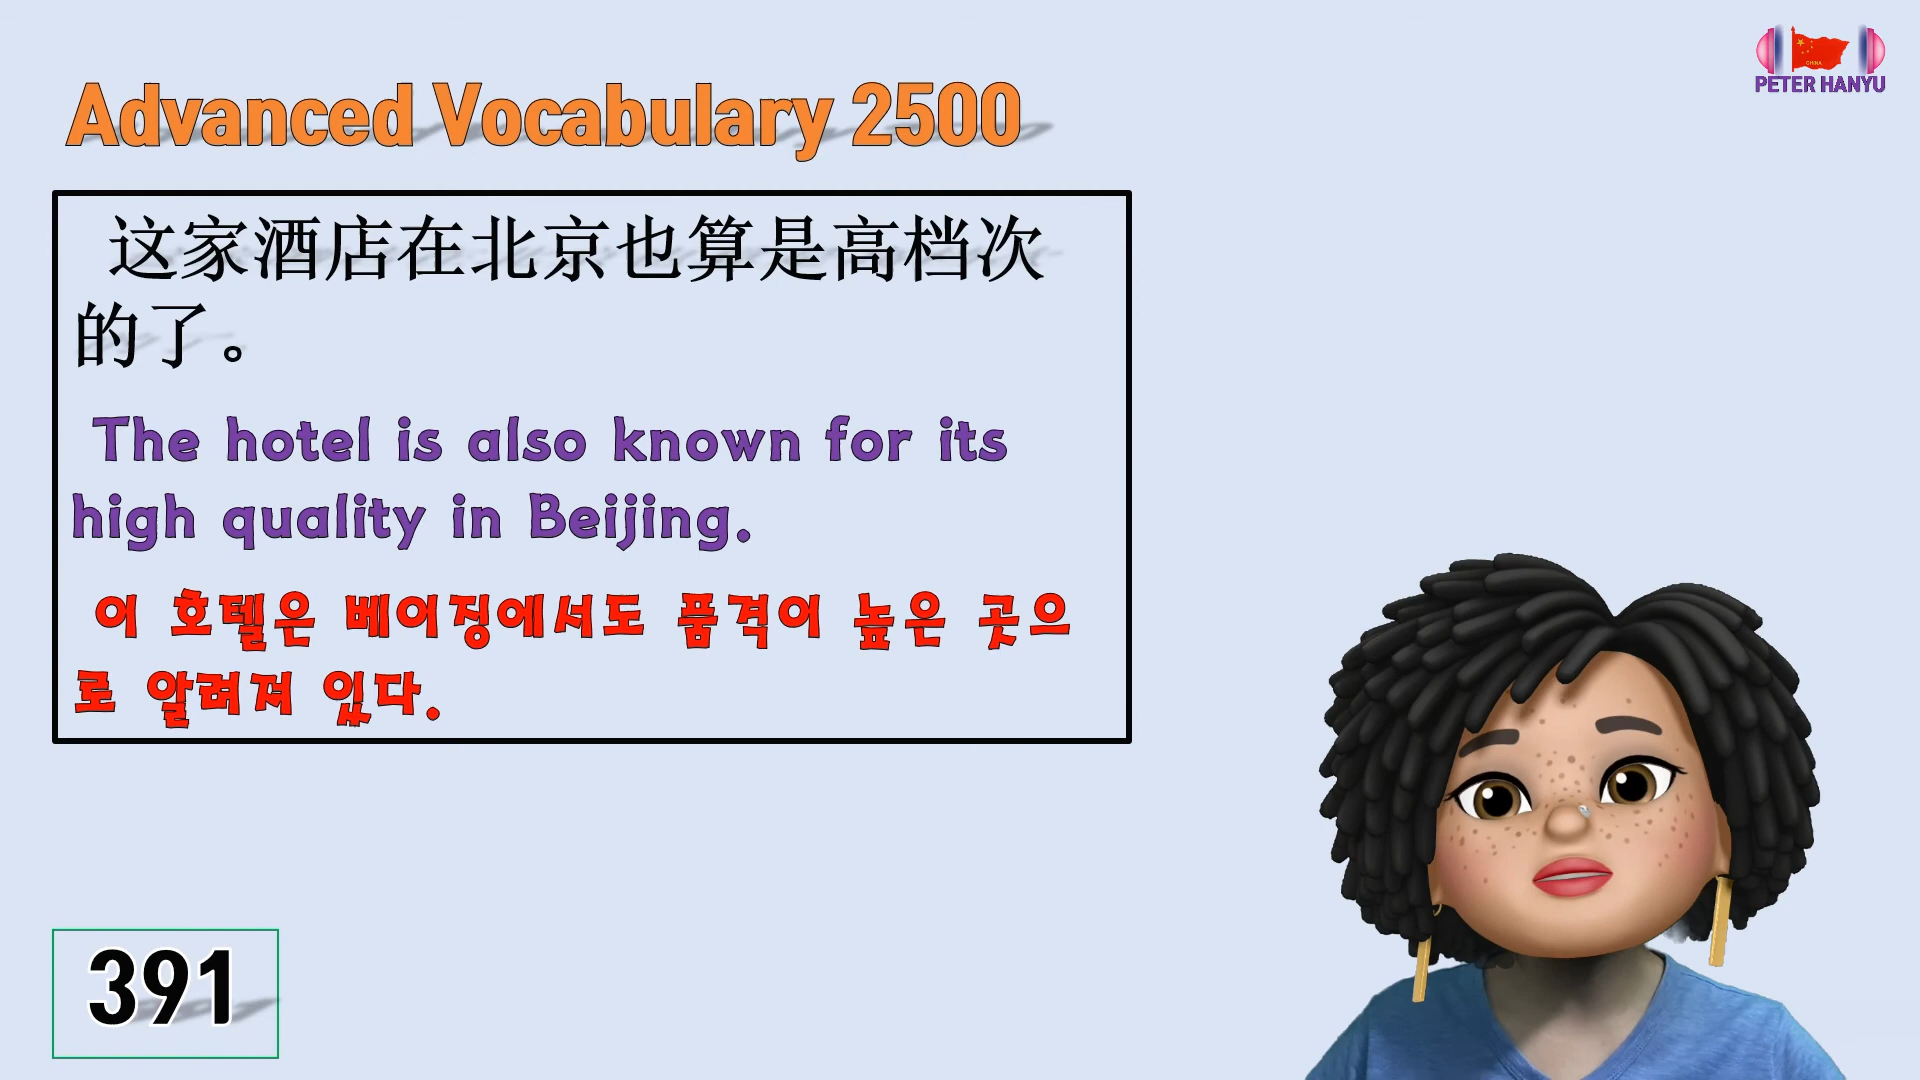 CHINA
PETER HANYU
Advanced Vocabulary 2500
这家酒店在北京也算是高档次
的了。
The hotel is also known for its
high quality in Beijing.
이 호텔은 베이징에서도 품격이 높은 곳으
로 알려져 있다.
391